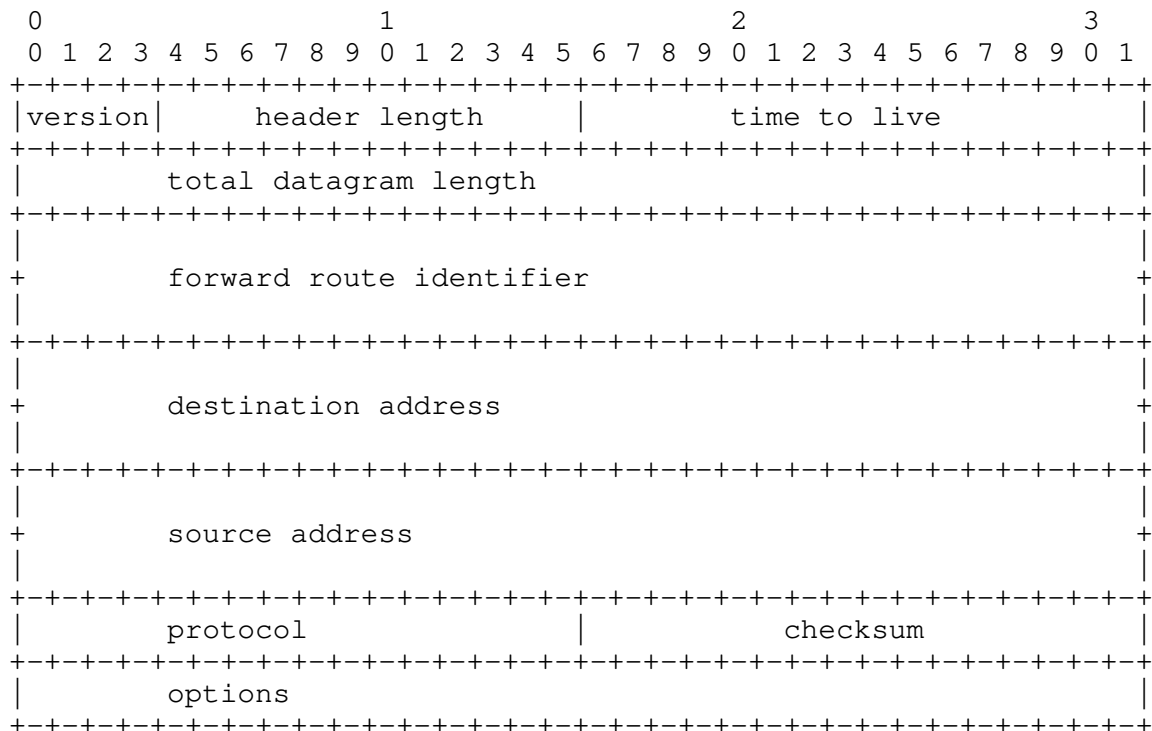 0                   1                   2                   3
 0 1 2 3 4 5 6 7 8 9 0 1 2 3 4 5 6 7 8 9 0 1 2 3 4 5 6 7 8 9 0 1
+-+-+-+-+-+-+-+-+-+-+-+-+-+-+-+-+-+-+-+-+-+-+-+-+-+-+-+-+-+-+-+-+
|version|     header length     |        time to live           |
+-+-+-+-+-+-+-+-+-+-+-+-+-+-+-+-+-+-+-+-+-+-+-+-+-+-+-+-+-+-+-+-+
|        total datagram length                                  |
+-+-+-+-+-+-+-+-+-+-+-+-+-+-+-+-+-+-+-+-+-+-+-+-+-+-+-+-+-+-+-+-+
|                                                               |
+        forward route identifier                               +
|                                                               |
+-+-+-+-+-+-+-+-+-+-+-+-+-+-+-+-+-+-+-+-+-+-+-+-+-+-+-+-+-+-+-+-+
|                                                               |
+        destination address                                    +
|                                                               |
+-+-+-+-+-+-+-+-+-+-+-+-+-+-+-+-+-+-+-+-+-+-+-+-+-+-+-+-+-+-+-+-+
|                                                               |
+        source address                                         +
|                                                               |
+-+-+-+-+-+-+-+-+-+-+-+-+-+-+-+-+-+-+-+-+-+-+-+-+-+-+-+-+-+-+-+-+
|        protocol               |           checksum            |
+-+-+-+-+-+-+-+-+-+-+-+-+-+-+-+-+-+-+-+-+-+-+-+-+-+-+-+-+-+-+-+-+
|        options                                                |
+-+-+-+-+-+-+-+-+-+-+-+-+-+-+-+-+-+-+-+-+-+-+-+-+-+-+-+-+-+-+-+-+